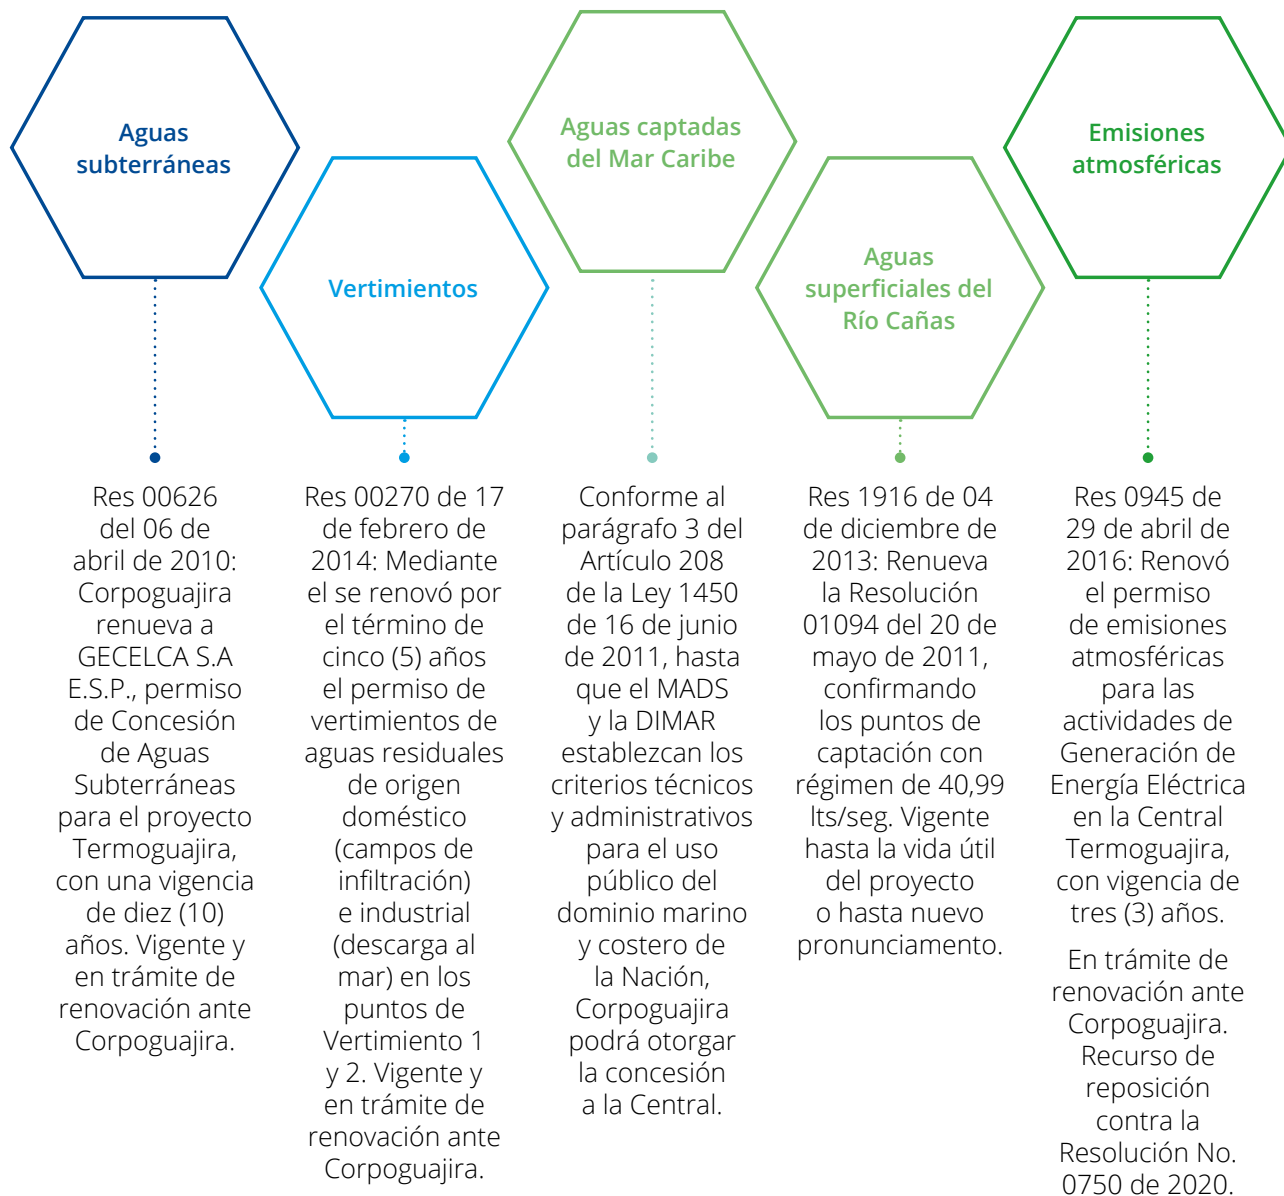 Aguas
subterráneas
Vertimientos
Aguas captadas
del Mar Caribe
Aguas
superficiales del
Río Cañas
Emisiones
atmosféricas
Res 00626
del 06 de
abril de 2010:
Corpoguajira
renueva a
GECELCA S.A
E.S.P., permiso
de Concesión
de Aguas
Subterráneas
para el proyecto
Termoguajira,
con una vigencia
de diez (10)
años. Vigente y
en trámite de
renovación ante
Corpoguajira.
Res 00270 de 17
de febrero de
2014: Mediante
el se renovó por
el término de
cinco (5) años
el permiso de
vertimientos de
aguas residuales
de origen
doméstico
(campos de
infiltración)
e industrial
(descarga al
mar) en los
puntos de
Vertimiento 1
y 2. Vigente y
en trámite de
renovación ante
Corpoguajira.
Conforme al
parágrafo 3 del
Artículo 208
de la Ley 1450
de 16 de junio
de 2011, hasta
que el MADS
y la DIMAR
establezcan los
criterios técnicos
y administrativos
para el uso
público del
dominio marino
y costero de
la Nación,
Corpoguajira
podrá otorgar
la concesión
a la Central.
Res 1916 de 04
de diciembre de
2013: Renueva
la Resolución
01094 del 20 de
mayo de 2011,
confirmando
los puntos de
captación con
régimen de 40,99
lts/seg. Vigente
hasta la vida útil
del proyecto
o hasta nuevo
pronunciamento.
Res 0945 de
29 de abril de
2016: Renovó
el permiso
de emisiones
atmosféricas
para las
actividades de
Generación de
Energía Eléctrica
en la Central
Termoguajira,
con vigencia de
tres (3) años.
En trámite de
renovación ante
Corpoguajira.
Recurso de
reposición
contra la
Resolución No.
0750 de 2020.